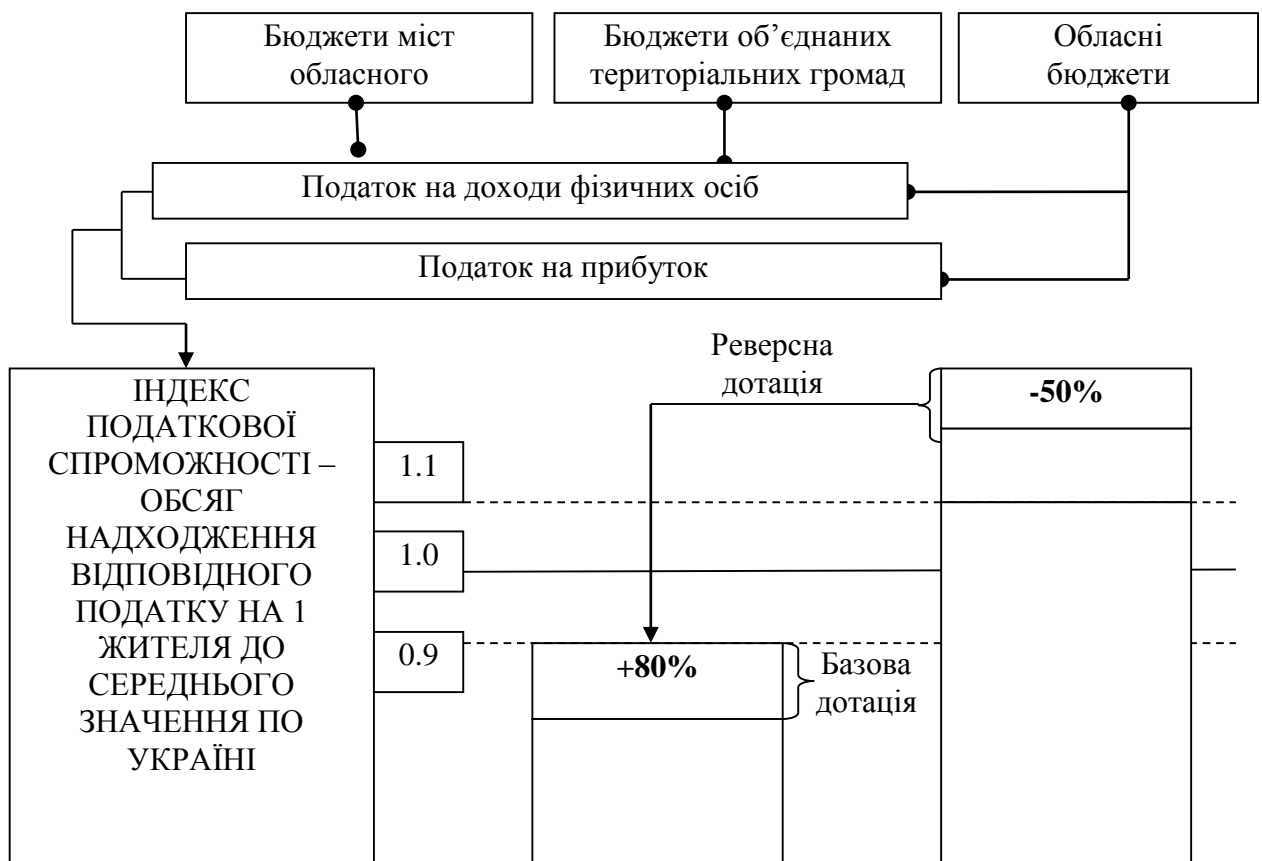 Бюджети міст
обласного
Бюджети об’єднаних
територіальних громад
Обласні
бюджети
Податок на доходи фізичних осіб
Податок на прибуток
ІНДЕКС
ПОДАТКОВОЇ
СПРОМОЖНОСТІ –
ОБСЯГ
НАДХОДЖЕННЯ
ВІДПОВІДНОГО
ПОДАТКУ НА 1
ЖИТЕЛЯ ДО
СЕРЕДНЬОГО
ЗНАЧЕННЯ ПО
УКРАЇНІ
1.1
1.0
0.9
Реверсна
дотація
-50%
+80%
Базова
дотація